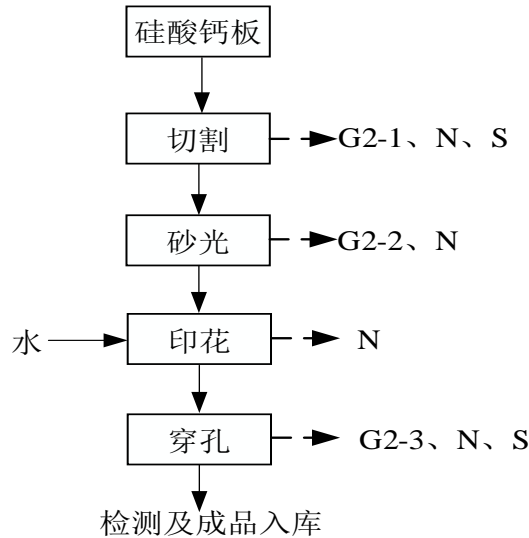 硅酸钙板
切割
G2-1、N、S
砂光
G2-2、N
水
印花
N
穿孔
G2-3、N、S
检测及成品入库